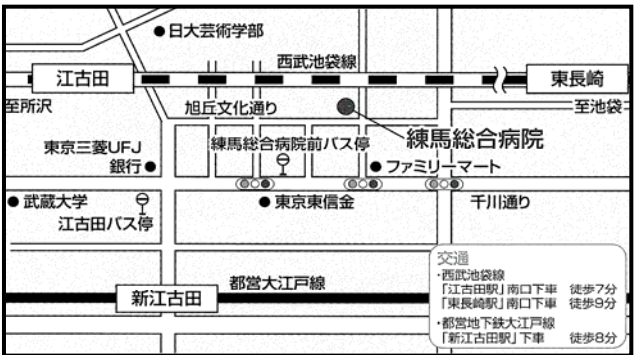 日大芸術学部
西武池袋線
江古田
東長崎
至所沢
旭丘文化通り
至池袋
練馬総合病院
東京三菱UFJ
銀行
練馬総合病院前バス停
ファミリーマート
武蔵大学
江古田バス停
東京東信金
千川通り
都営大江戸線
新江古田
交通
・西武池袋線
「江古田駅」南口下車 徒歩7分
「東長崎駅」南口下車 徒歩9分
・都営地下鉄大江戸線
「新江古田駅」下車 徒歩8分